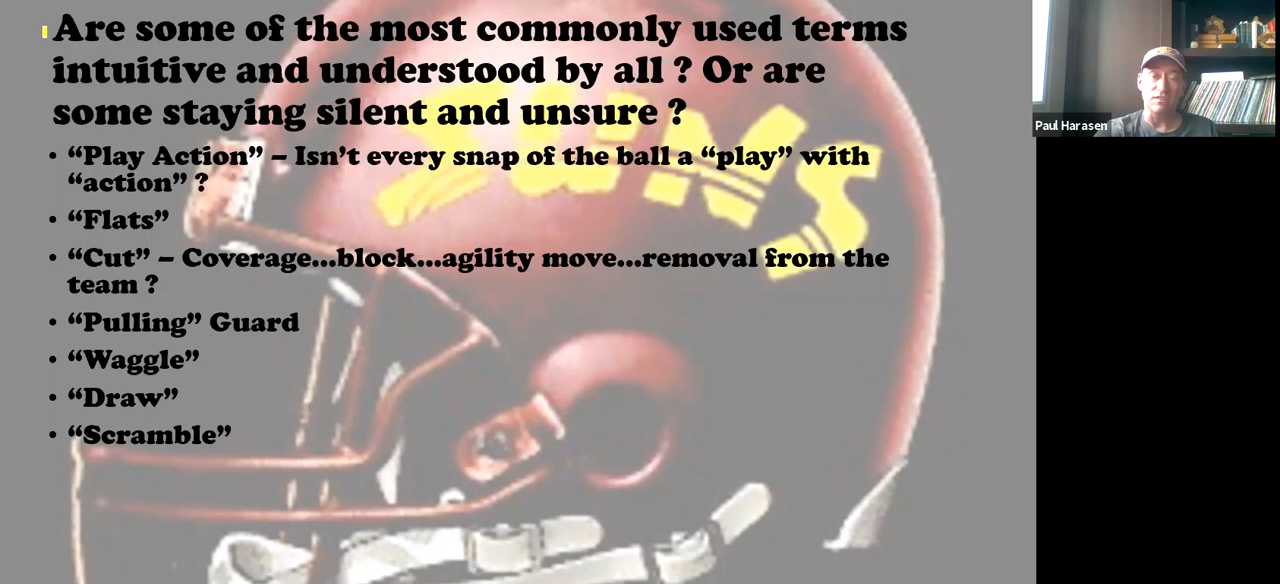 Are some of the most commonly used terms
intuitive and understood by all ? Or are
some staying silent and unsure ?
• “Play Action” – Isn’t every snap of the ball a “play” with
“action” ?
• “Flats”
• “Cut” – Coverage...block...agility move...removal from the
team ?
• “Pulling” Guard
• “Waggle”
• “Draw”
• “Scramble”
SUNS
Paul Harasen